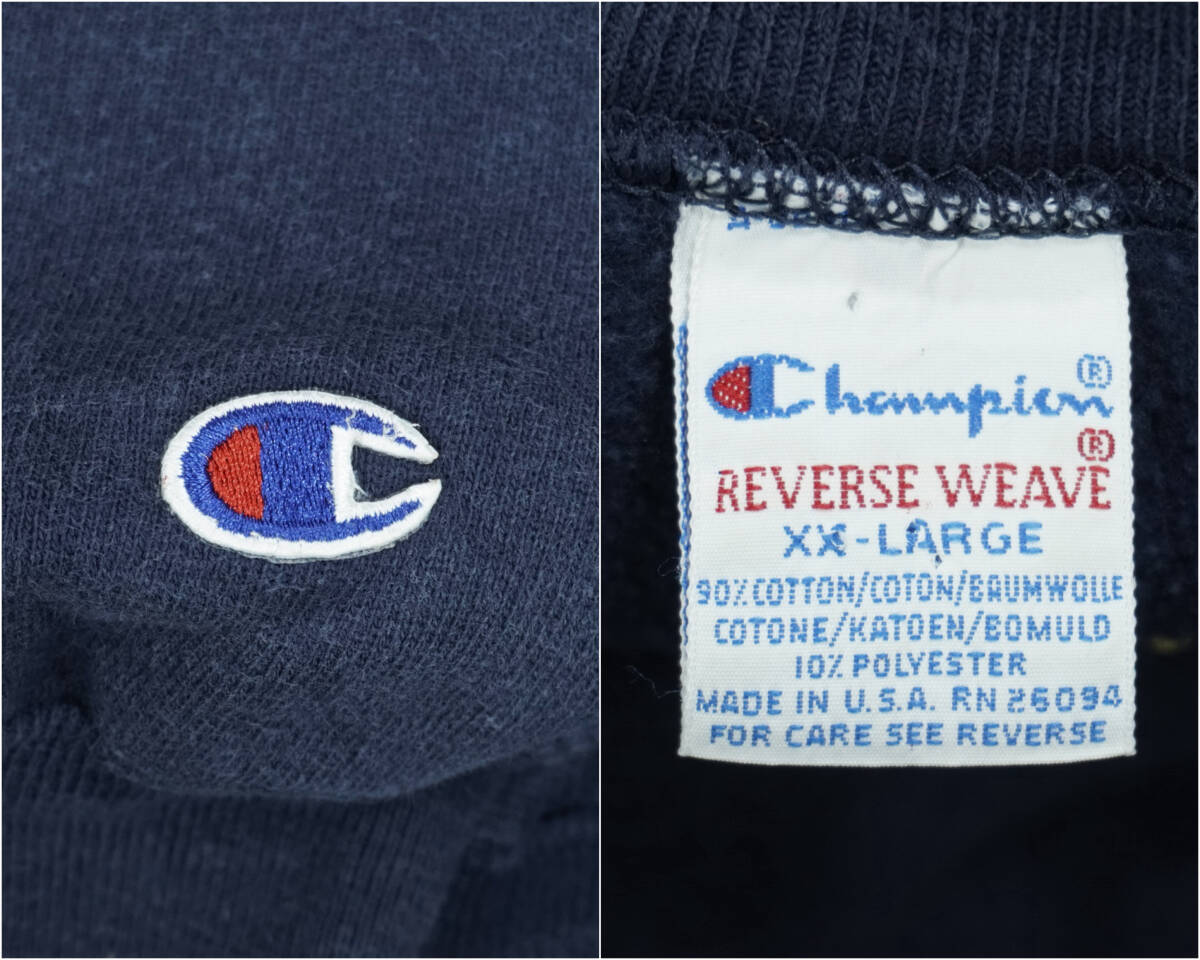 Champion®
REVERSE WEAVE®
XX-LARGE
90% COTTON/COTON/BAUMWOLLE
COTONE/KATOEN/BOMULD
10% POLYESTER
MADE IN U.S.A. RN 26094
FOR CARE SEE REVERSE